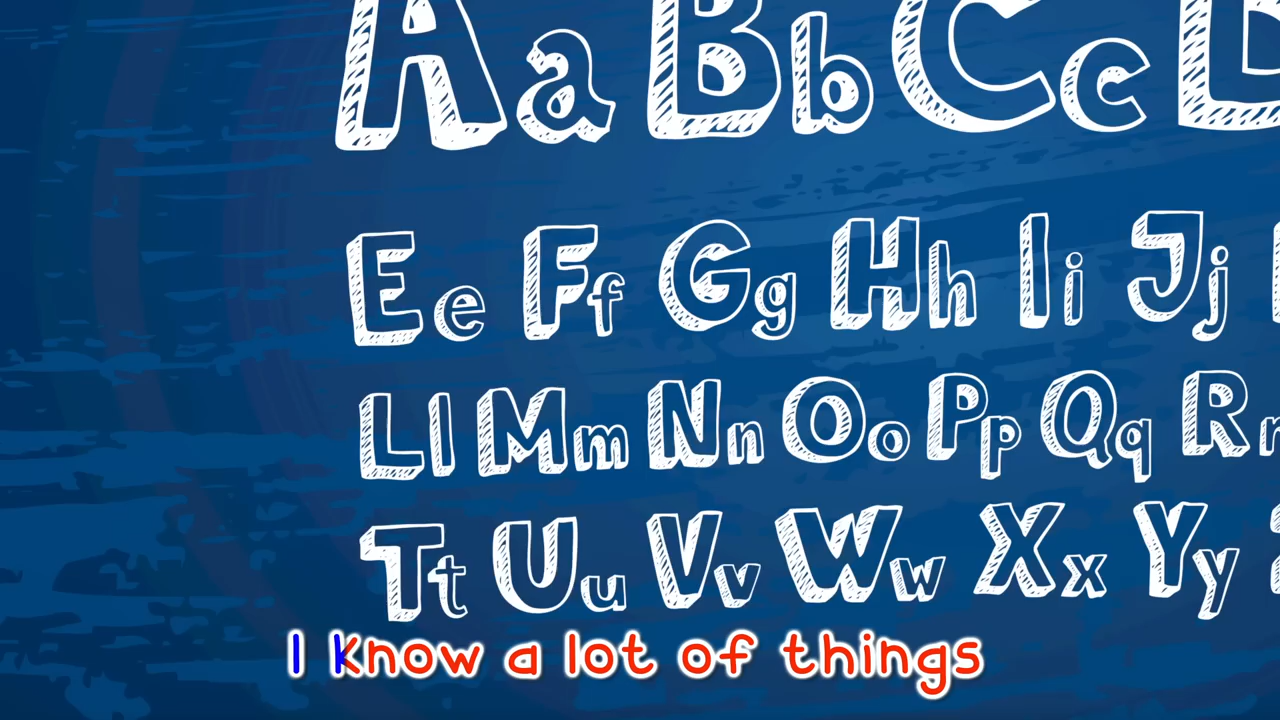 Aa Bb Cc
Ee Ff Gg Hh Ii Jj
Ll Mm Nn Oo Pp Qq R
Tt Uu Vv Ww Xx Yy
I know a lot of things